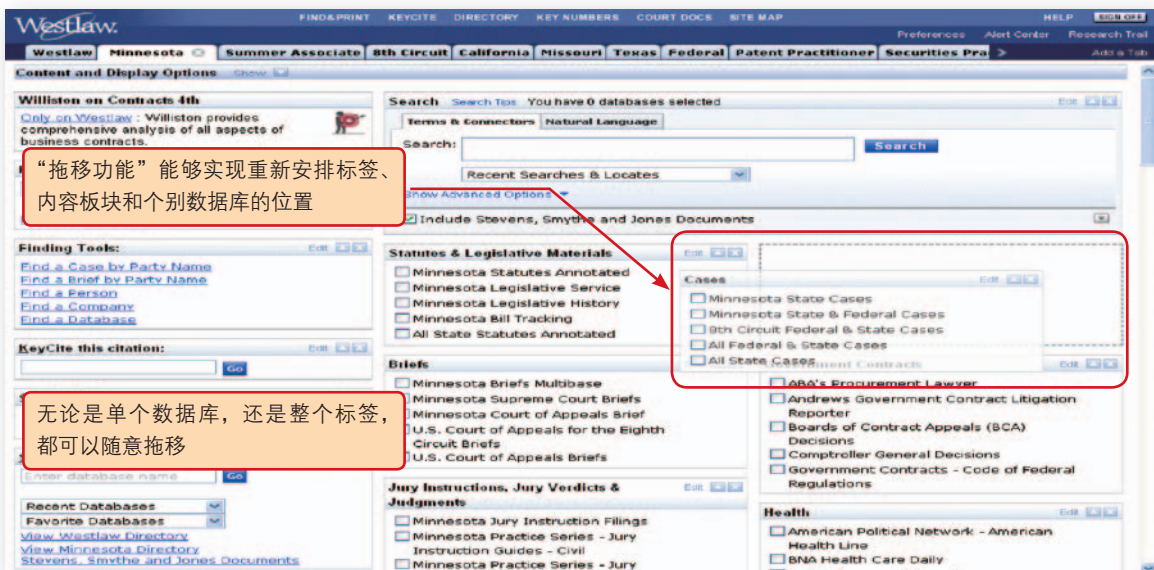 Westlaw.
FIND&PRINT KEYCITE DIRECTORY KEY NUMBERS COURT DOCS SITE MAP
HELP SIGN OFF
Preferences Alert Center Research Trail
Westlaw Minnesota Summer Associate 8th Circuit California Missouri Texas Federal Patent Practitioner Securities Pra > Add a Tab
Content and Display Options Show
Williston on Contracts 4th
Only on Westlaw : Williston provides
comprehensive analysis of all aspects of
business contracts.
“拖移功能”能够实现重新安排标签、
内容板块和个别数据库的位置
Finding Tools: Edit
Find a Case by Party Name
Find a Brief by Party Name
Find a Person
Find a Company
Find a Database
KeyCite this citation: Edit
Go
无论是单个数据库，还是整个标签，
都可以随意拖移
Enter database name Go
Recent Databases
Favorite Databases
View Westlaw Directory
View Minnesota Directory
Stevens, Smythe and Jones Documents
Search Search Tips You have 0 databases selected Edit
Terms & Connectors Natural Language
Search: Search
Recent Searches & Locates
Show Advanced Options
Include Stevens, Smythe and Jones Documents
Statutes & Legislative Materials Edit
Minnesota Statutes Annotated
Minnesota Legislative Service
Minnesota Legislative History
Minnesota Bill Tracking
All State Statutes Annotated
Briefs
Minnesota Briefs Multibase
Minnesota Supreme Court Briefs
Minnesota Court of Appeals Brief
U.S. Court of Appeals for the Eighth
Circuit Briefs
U.S. Court of Appeals Briefs
Jury Instructions, Jury Verdicts & Edit
Judgments
Minnesota Jury Instruction Filings
Minnesota Practice Series - Jury
Instruction Guides - Civil
Minnesota Practice Series - Jury
Cases Edit
Minnesota State Cases
Minnesota State & Federal Cases
8th Circuit Federal & State Cases
All Federal & State Cases
All State Cases
Contracts Edit
ABA's Procurement Lawyer
Andrews Government Contract Litigation
Reporter
Boards of Contract Appeals (BCA)
Decisions
Comptroller General Decisions
Government Contracts - Code of Federal
Regulations
Health Edit
American Political Network - American
Health Line
BNA Health Care Daily